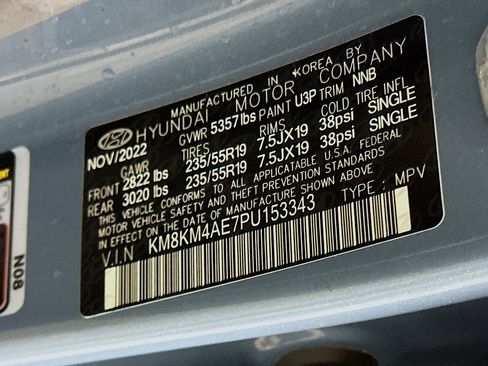 MANUFACTURED IN KOREA BY
HYUNDAI MOTOR COMPANY
NOV/2022 GVWR 5357 lbs PAINT U3P TRIM NNB
GAWR TIRES RIMS COLD TIRE INFL
FRONT 2822 lbs 235/55R19 7.5JX19 38psi SINGLE
REAR 3020 lbs 235/55R19 7.5JX19 38psi SINGLE
THIS VEHICLE CONFORMS TO ALL APPLICABLE U.S.A. FEDERAL
MOTOR VEHICLE SAFETY AND THEFT PREVENTION STANDARDS
IN EFFECT ON THE DATE OF MANUFACTURE SHOWN ABOVE
V.I.N KM8KM4AE7PU153343 TYPE : MPV
N08